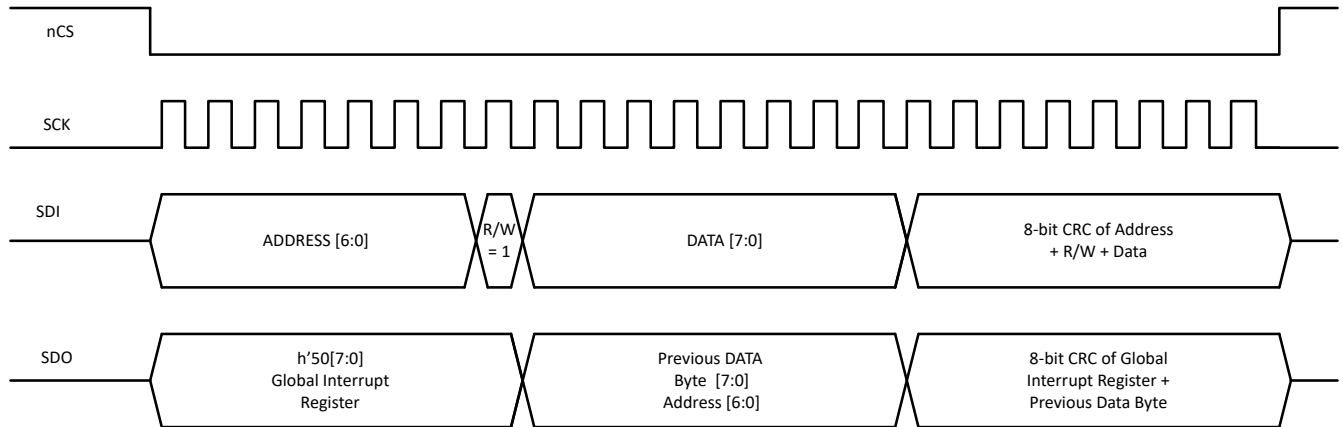 nCS
SCK
SDI
ADDRESS [6:0]
R/W
= 1
DATA [7:0]
8-bit CRC of Address
+ R/W + Data
SDO
h’50[7:0]
Global Interrupt
Register
Previous DATA
Byte [7:0]
Address [6:0]
8-bit CRC of Global
Interrupt Register +
Previous Data Byte